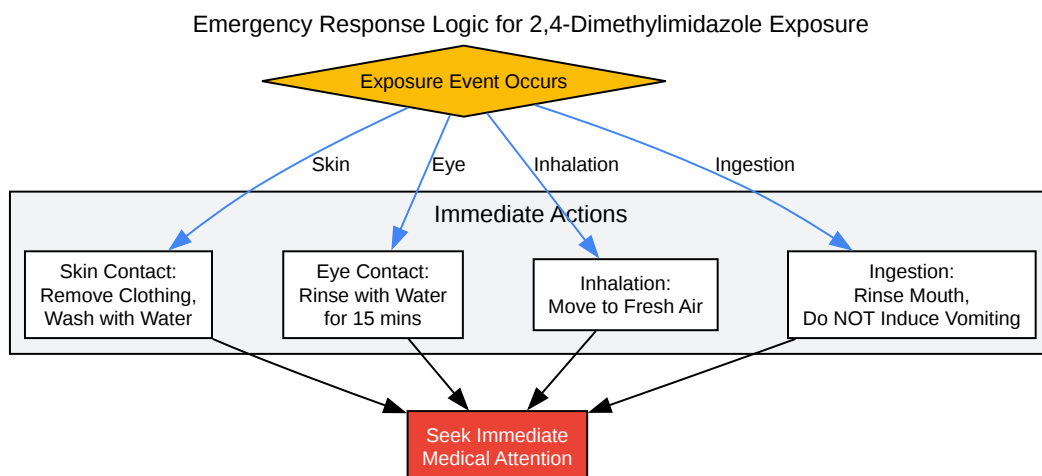 Emergency Response Logic for 2,4-Dimethylimidazole Exposure
Exposure Event Occurs
Skin
Eye
Inhalation
Ingestion
Immediate Actions
Skin Contact:
Remove Clothing,
Wash with Water
Eye Contact:
Rinse with Water
for 15 mins
Inhalation:
Move to Fresh Air
Ingestion:
Rinse Mouth,
Do NOT Induce Vomiting
Seek Immediate
Medical Attention